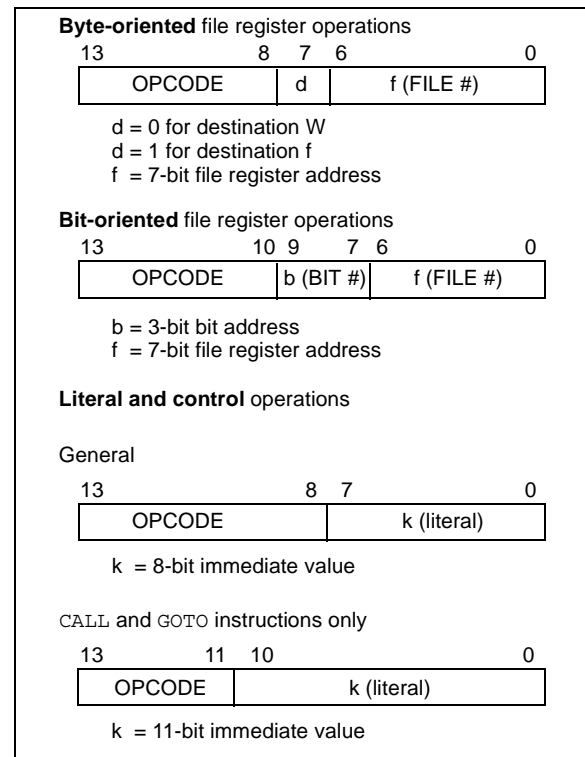 Byte-oriented file register operations
13 8 7 6 0
OPCODE d f (FILE #)
d = 0 for destination W
d = 1 for destination f
f = 7-bit file register address
Bit-oriented file register operations
13 10 9 7 6 0
OPCODE b (BIT #) f (FILE #)
b = 3-bit bit address
f = 7-bit file register address
Literal and control operations
General
13 8 7 0
OPCODE k (literal)
k = 8-bit immediate value
CALL and GOTO instructions only
13 11 10 0
OPCODE k (literal)
k = 11-bit immediate value